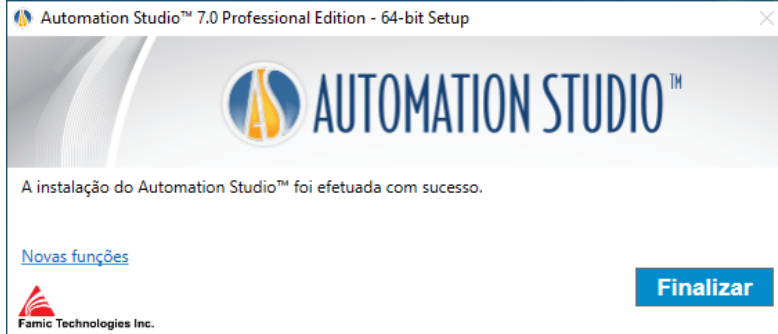 Automation Studio™ 7.0 Professional Edition - 64-bit Setup
AUTOMATION STUDIO™
A instalação do Automation Studio™ foi efetuada com sucesso.
Novas funções
Finalizar
Famic Technologies Inc.